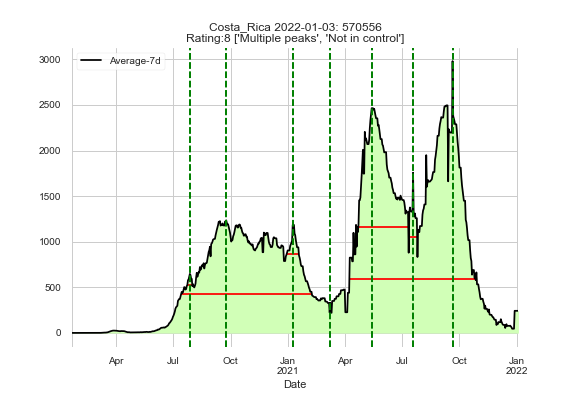 Costa_Rica 2022-01-03: 570556
Rating:8 ['Multiple peaks', 'Not in control']
Average-7d
3000
2500
2000
1500
1000
500
0
Apr Jul Oct Jan Apr Jul Oct Jan
2021 2022
Date